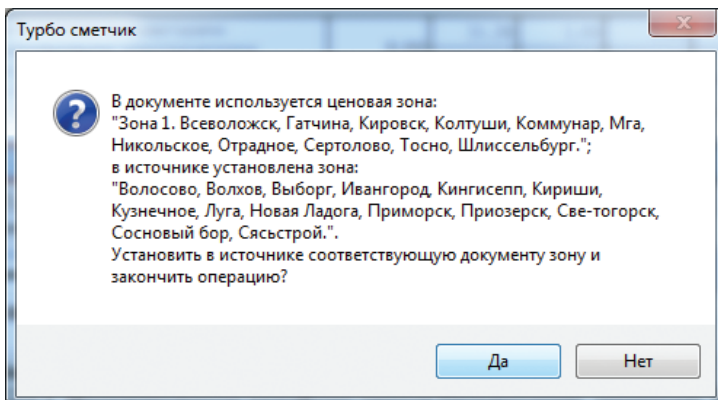 Турбо сметчик
В документе используется ценовая зона:
"Зона 1. Всеволожск, Гатчина, Кировск, Колтуши, Коммунар, Мга,
Никольское, Отрадное, Сертолово, Тосно, Шлиссельбург.";
в источнике установлена зона:
"Волосово, Волхов, Выборг, Ивангород, Кингисепп, Кириши,
Кузнечное, Луга, Новая Ладога, Приморск, Приозерск, Све-тогорск,
Сосновый бор, Сясьстрой.".
Установить в источнике соответствующую документу зону и
закончить операцию?
Да
Нет